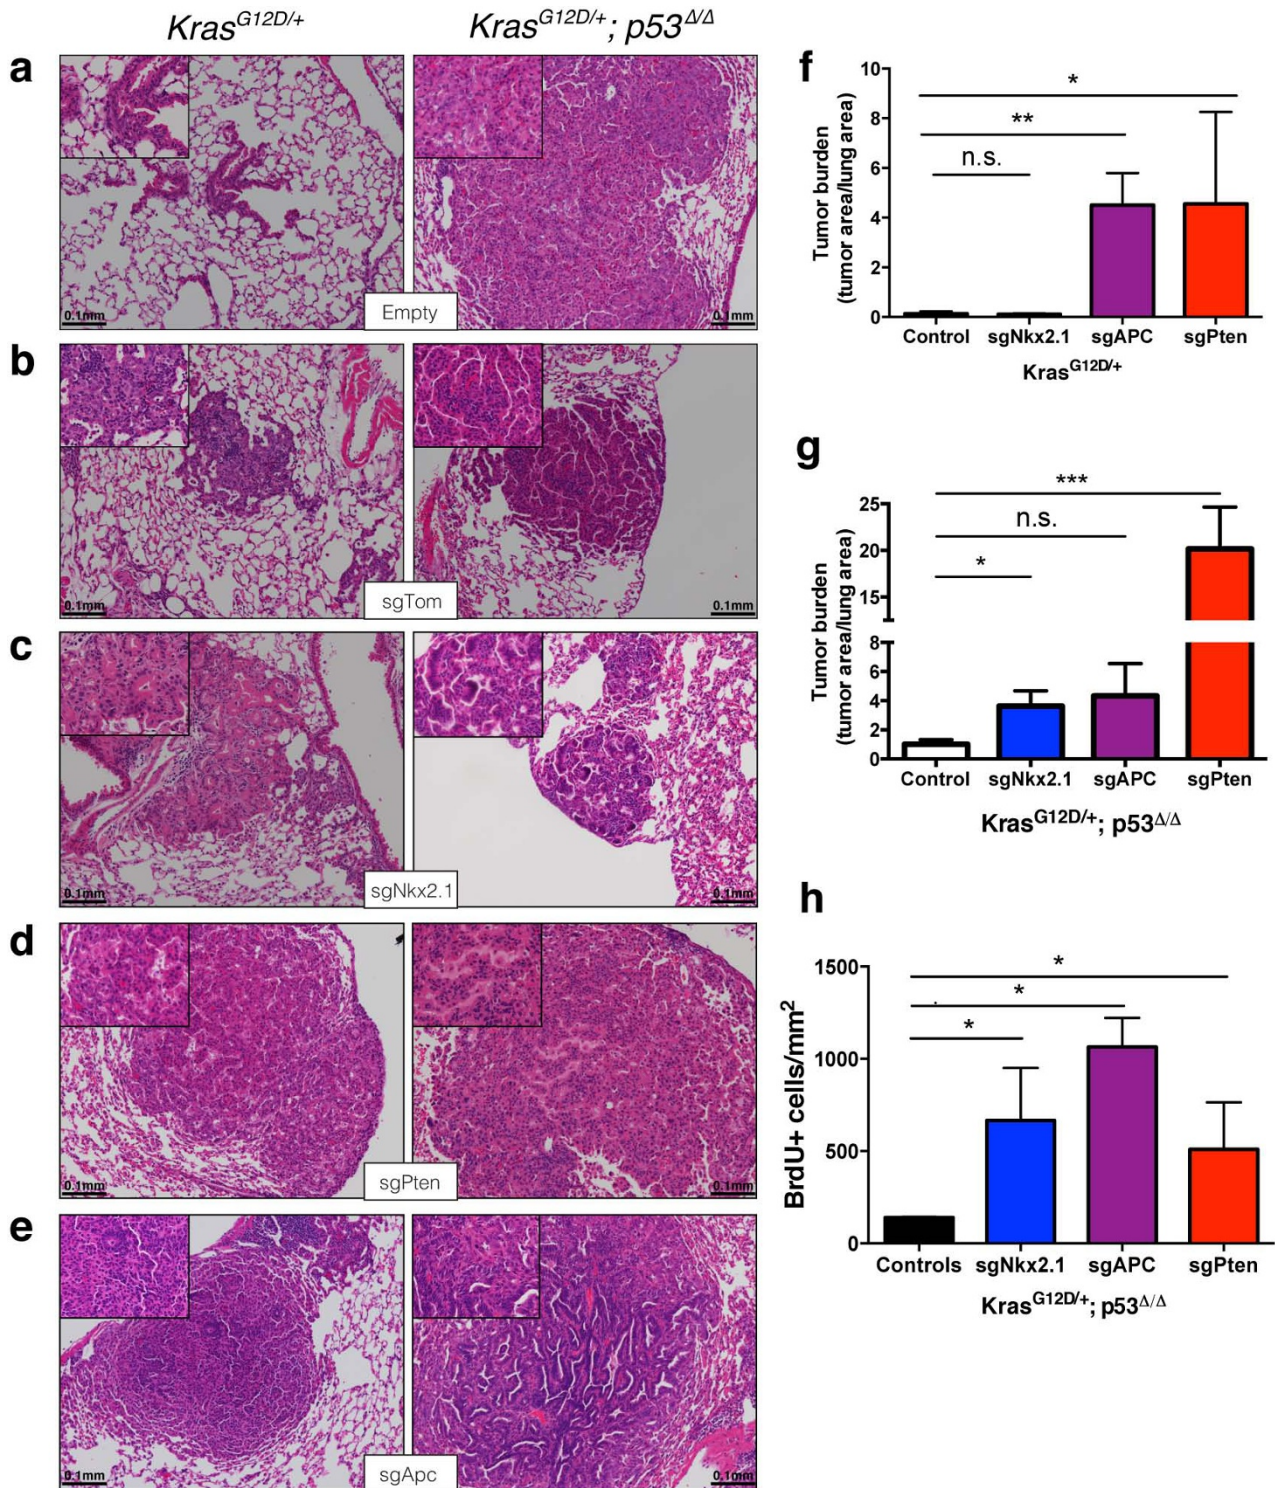 Kras^G12D/+
Kras^G12D/+; p53^Δ/Δ
a
0.1mm
Empty
0.1mm
b
0.1mm
sgTom
0.1mm
c
0.1mm
sgNkx2.1
0.1mm
d
0.1mm
sgPten
0.1mm
e
0.1mm
sgApc
0.1mm
f
Tumor burden
(tumor area/lung area)
10
8
6
4
2
0
*
**
n.s.
Control sgNkx2.1 sgAPC sgPten
Kras^G12D/+
g
Tumor burden
(tumor area/lung area)
25
20
15
8
6
4
2
0
***
n.s.
*
Control sgNkx2.1 sgAPC sgPten
Kras^G12D/+; p53^Δ/Δ
h
BrdU+ cells/mm²
1500
1000
500
0
*
*
*
Controls sgNkx2.1 sgAPC sgPten
Kras^G12D/+; p53^Δ/Δ